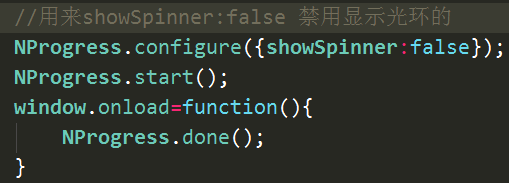 //用来showSpinner:false 禁用显示光环的
NProgress.configure({showSpinner:false});
NProgress.start();
window.onload=function(){
    NProgress.done();
}